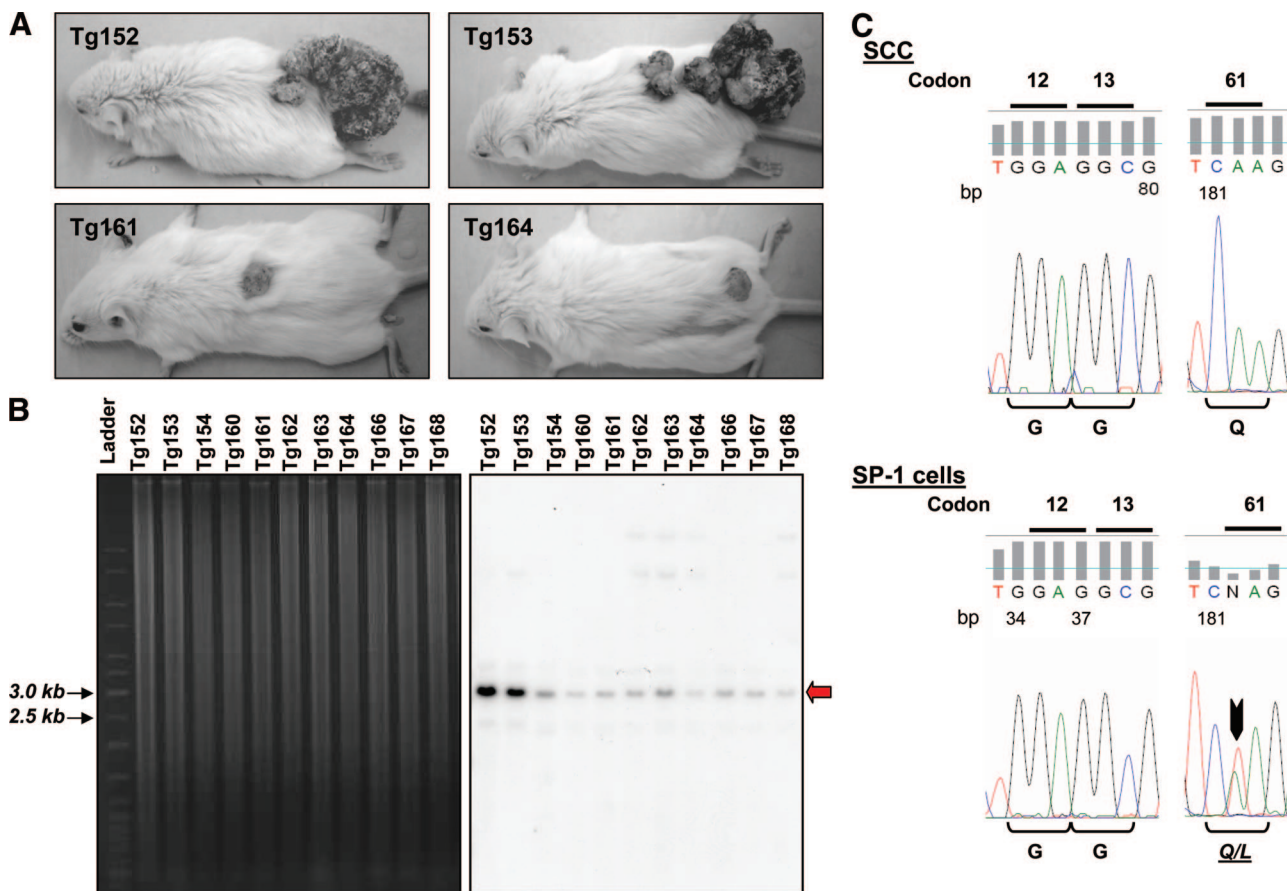 A
Tg152
Tg153
Tg161
Tg164
B
Ladder
Tg152
Tg153
Tg154
Tg160
Tg161
Tg162
Tg163
Tg164
Tg166
Tg167
Tg168
Tg152
Tg153
Tg154
Tg160
Tg161
Tg162
Tg163
Tg164
Tg166
Tg167
Tg168
3.0 kb
2.5 kb
C
SCC
Codon 12 13 61
T G G A G G C G T C A A G
bp 80 181
G G Q
SP-1 cells
Codon 12 13 61
T G G A G G C G T C N A G
bp 34 37 181
G G Q/L